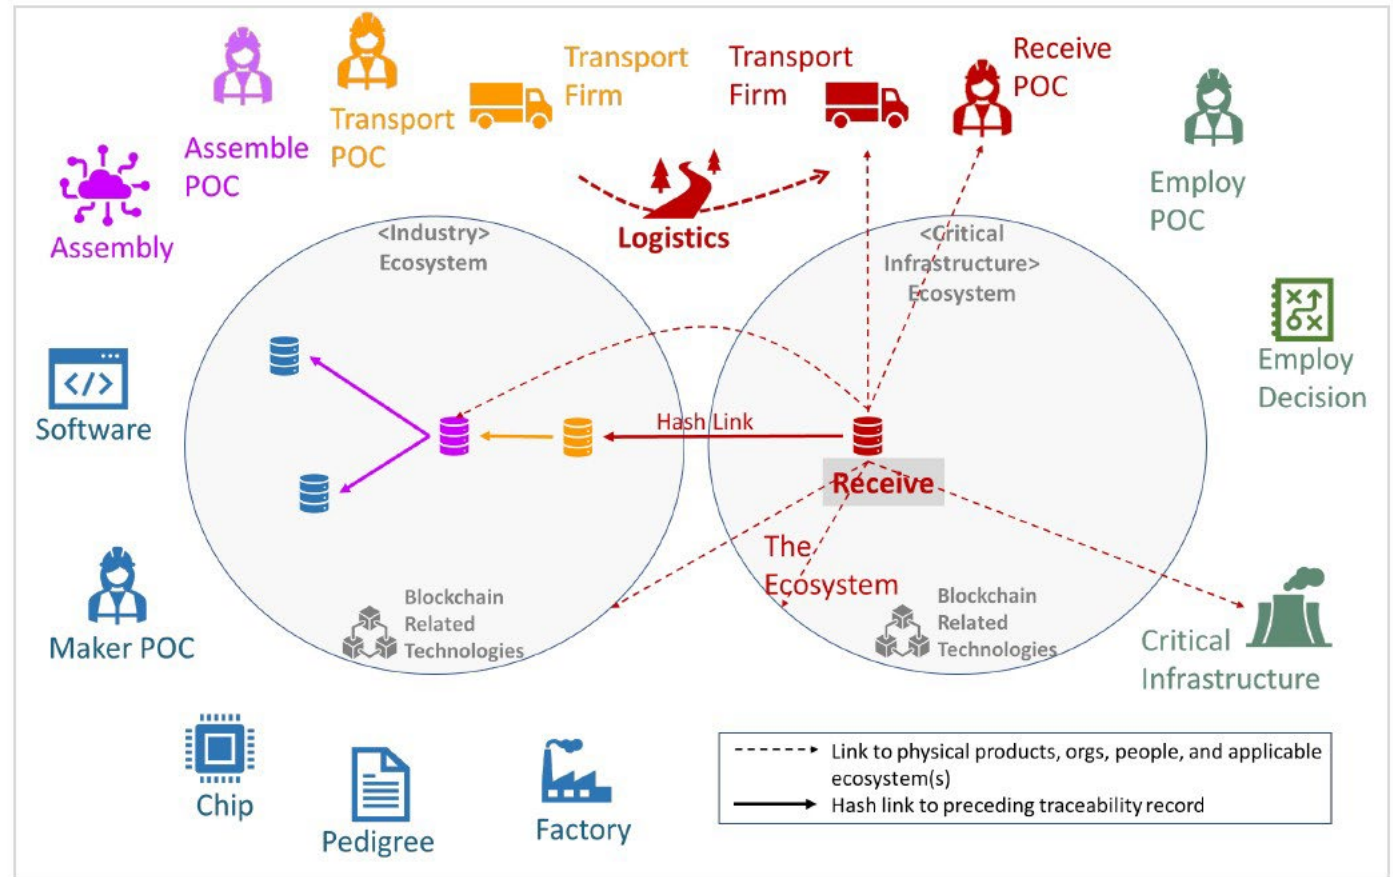 Assemble
POC
Transport
POC
Transport
Firm
Transport
Firm
Receive
POC
Employ
POC
Assembly
Logistics
<Industry>
Ecosystem
<Critical
Infrastructure>
Ecosystem
</>
Software
Employ
Decision
Hash Link
Receive
The
Ecosystem
Maker POC
Blockchain
Related
Technologies
Blockchain
Related
Technologies
Critical
Infrastructure
Chip
Pedigree
Factory
Link to physical products, orgs, people, and applicable
ecosystem(s)
Hash link to preceding traceability record